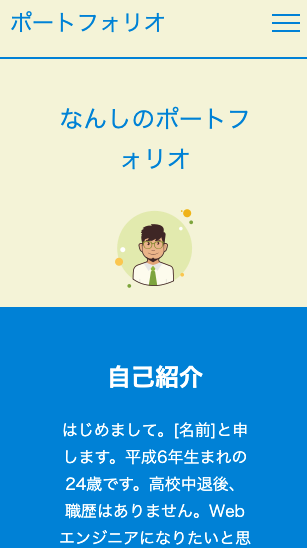 ポートフォリオ
なんしのポートフ
ォリオ
自己紹介
はじめまして。[名前]と申
します。平成6年生まれの
24歳です。高校中退後、
職歴はありません。Web
エンジニアになりたいと思